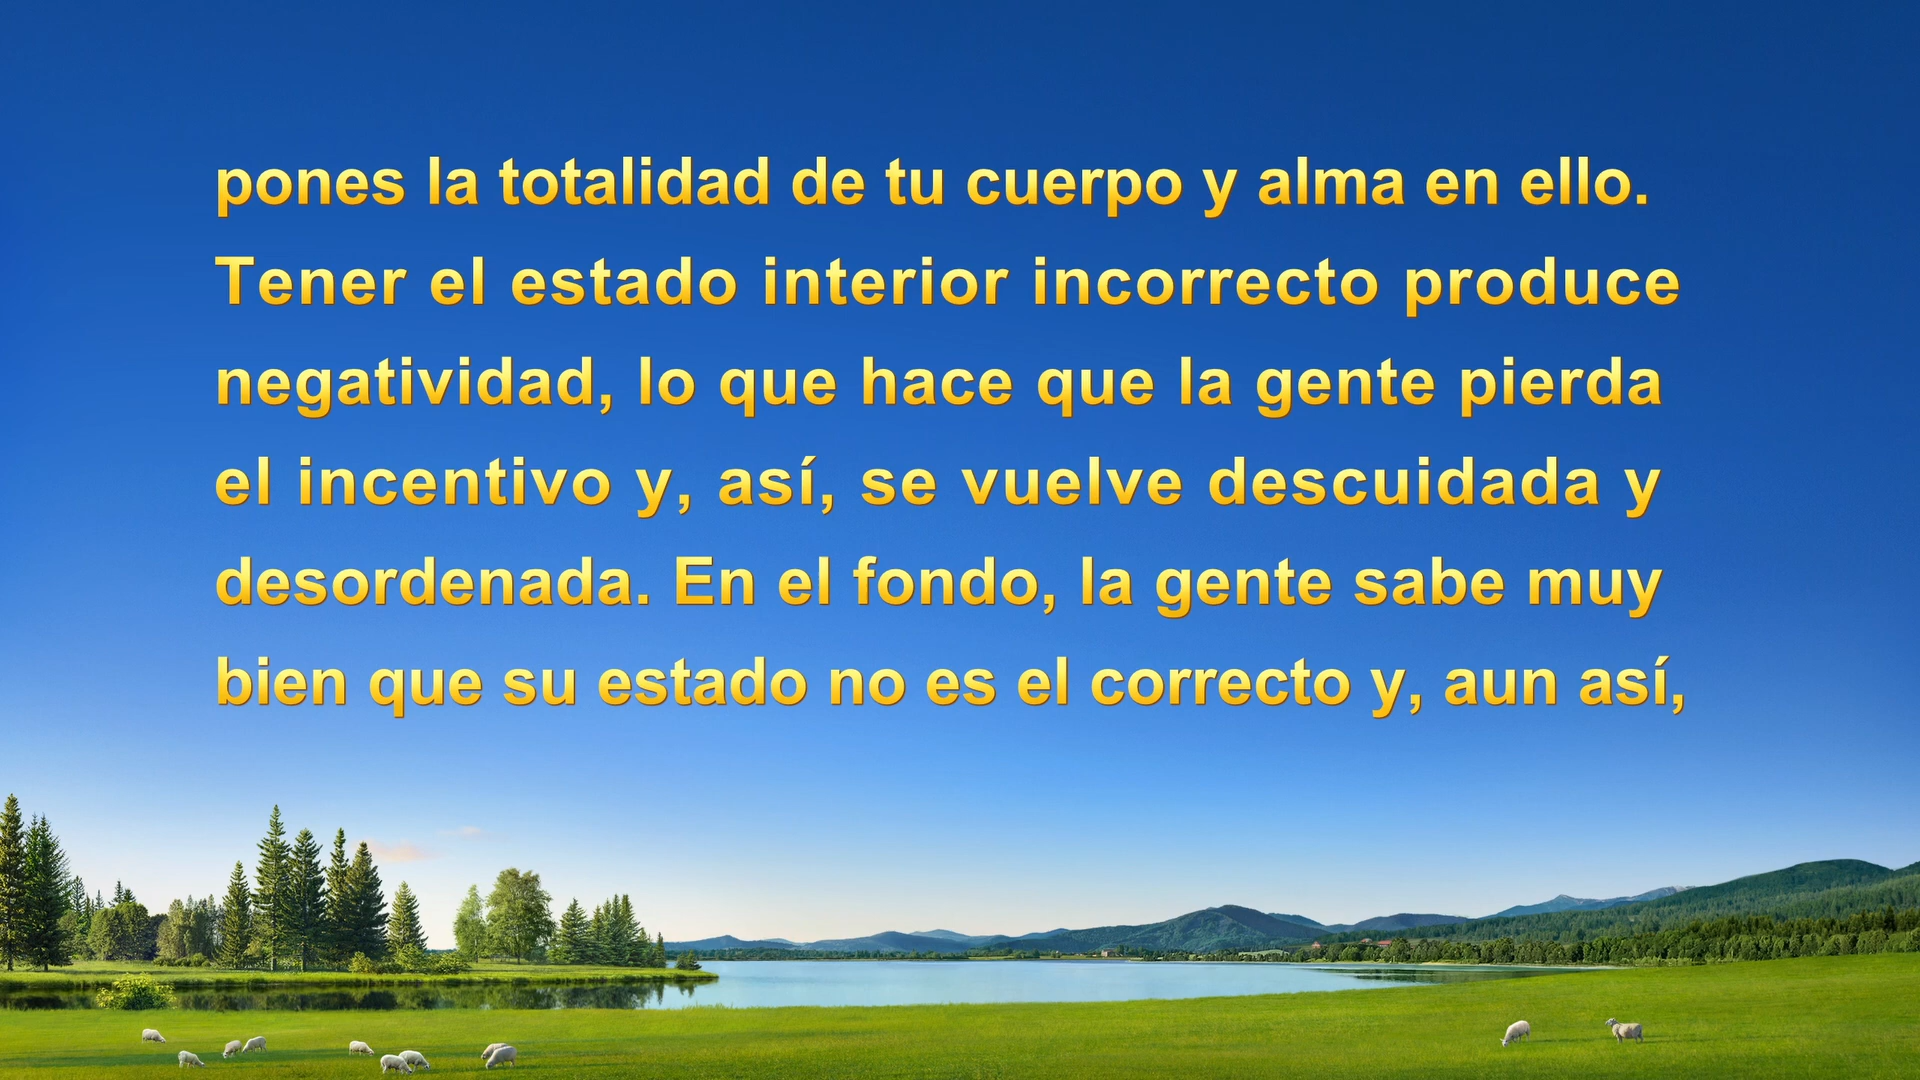 pones la totalidad de tu cuerpo y alma en ello.
Tener el estado interior incorrecto produce
negatividad, lo que hace que la gente pierda
el incentivo y, así, se vuelve descuidada y
desordenada. En el fondo, la gente sabe muy
bien que su estado no es el correcto y, aun así,